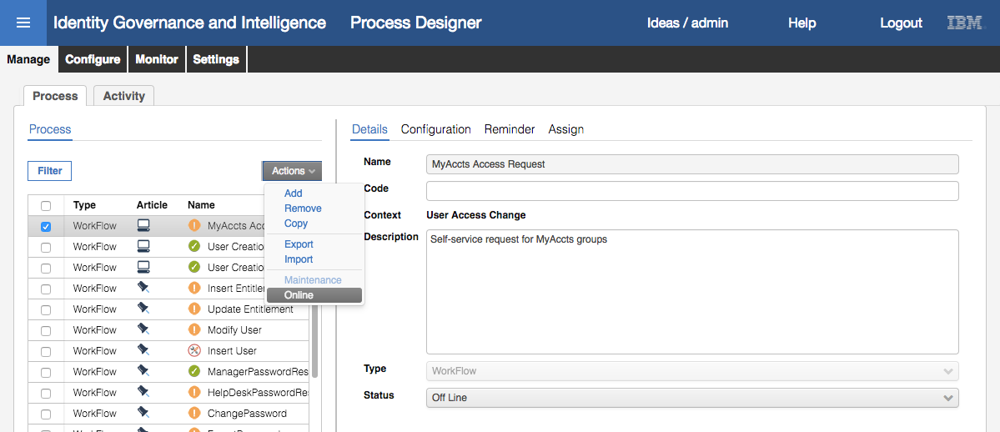 Identity Governance and Intelligence Process Designer Ideas / admin Help Logout IBM
Manage Configure Monitor Settings
Process Activity
Process
Filter Actions
Add
Remove
Copy
Export
Import
Maintenance
Online
Type Article Name
WorkFlow MyAccts Acc
WorkFlow User Creatio
WorkFlow User Creatio
WorkFlow Insert Entitle
WorkFlow Update Entitlement
WorkFlow Modify User
WorkFlow Insert User
WorkFlow ManagerPasswordRes
WorkFlow HelpDeskPasswordRes
WorkFlow ChangePassword
Details Configuration Reminder Assign
Name MyAccts Access Request
Code
Context User Access Change
Description Self-service request for MyAccts groups
Type WorkFlow
Status Off Line